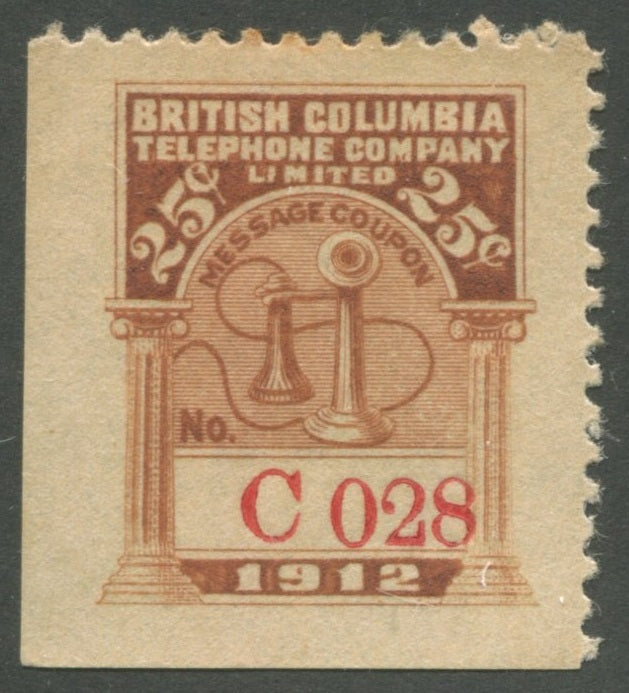 BRITISH COLUMBIA
TELEPHONE COMPANY
LIMITED
25¢ 25¢
MESSAGE COUPON
No.
C 028
1912